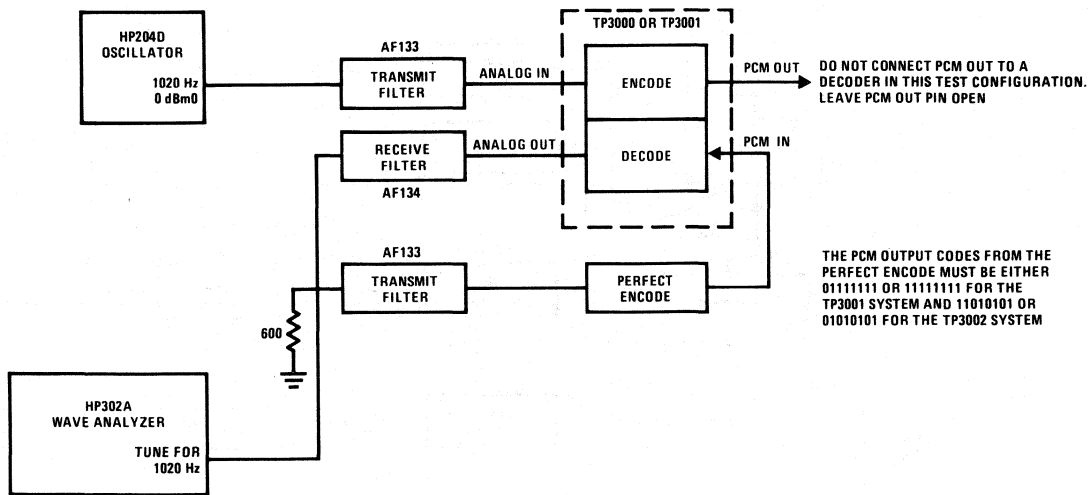 TP3000 OR TP3001
HP204D
OSCILLATOR
1020 Hz
0 dBm0
AF133
TRANSMIT
FILTER
ANALOG IN
ENCODE
PCM OUT
DO NOT CONNECT PCM OUT TO A
DECODER IN THIS TEST CONFIGURATION.
LEAVE PCM OUT PIN OPEN
RECEIVE
FILTER
AF134
ANALOG OUT
DECODE
PCM IN
AF133
TRANSMIT
FILTER
PERFECT
ENCODE
THE PCM OUTPUT CODES FROM THE
PERFECT ENCODE MUST BE EITHER
01111111 OR 11111111 FOR THE
TP3001 SYSTEM AND 11010101 OR
01010101 FOR THE TP3002 SYSTEM
600
HP302A
WAVE ANALYZER
TUNE FOR
1020 Hz